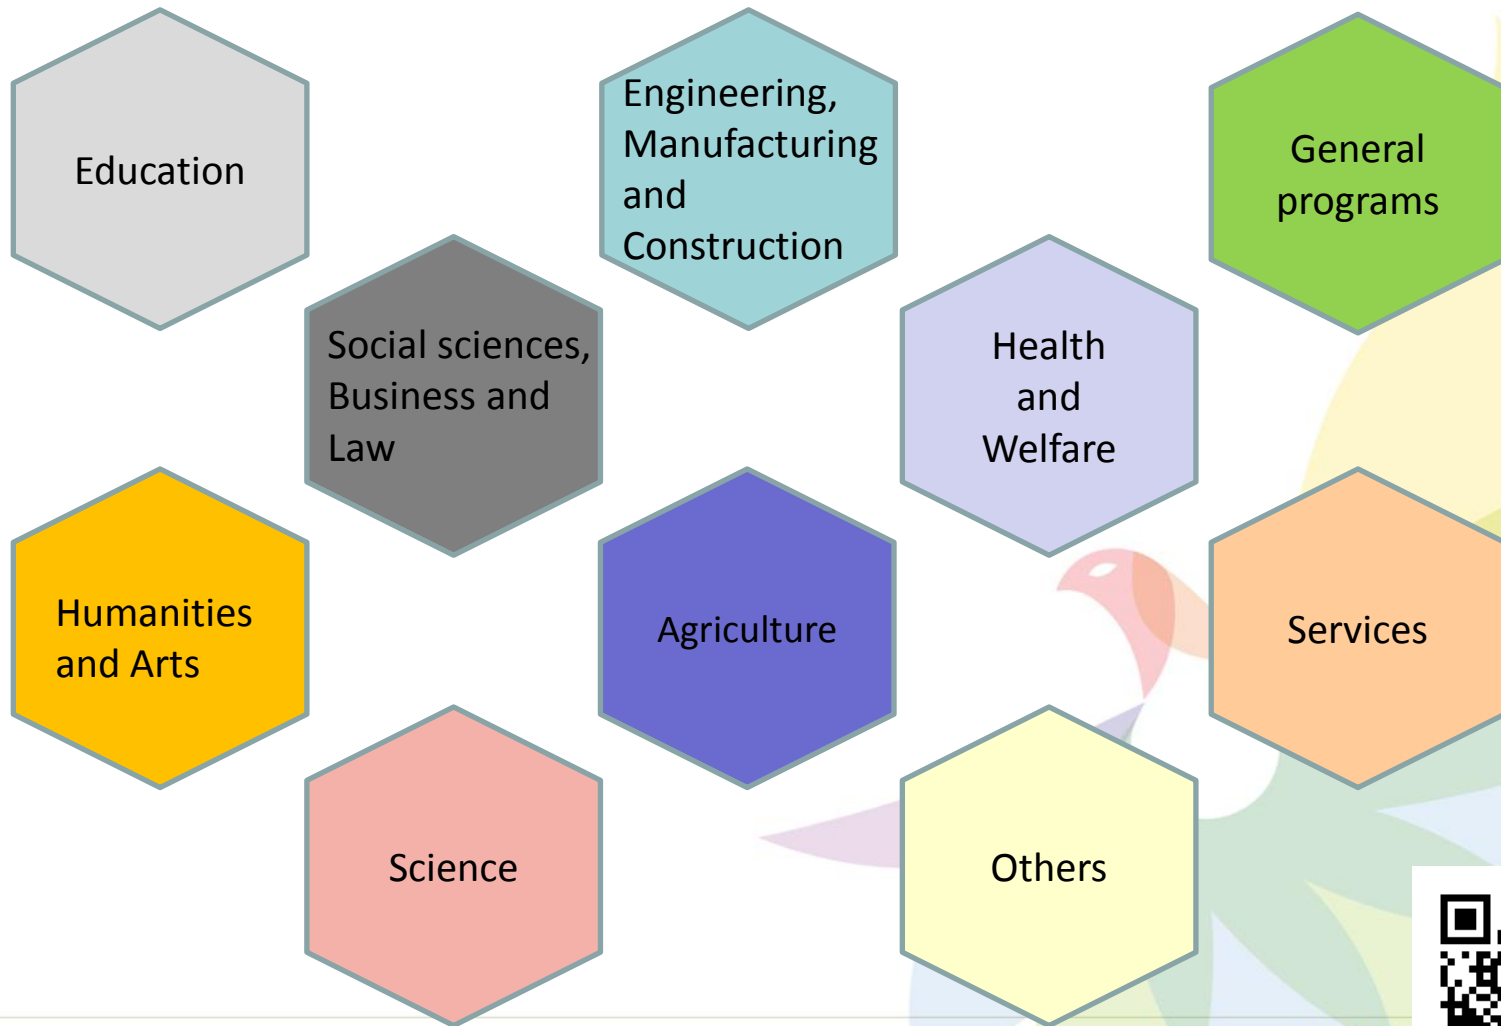 Education
Engineering,
Manufacturing
and
Construction
General
programs
Social sciences,
Business and
Law
Health
and
Welfare
Humanities
and Arts
Agriculture
Services
Science
Others